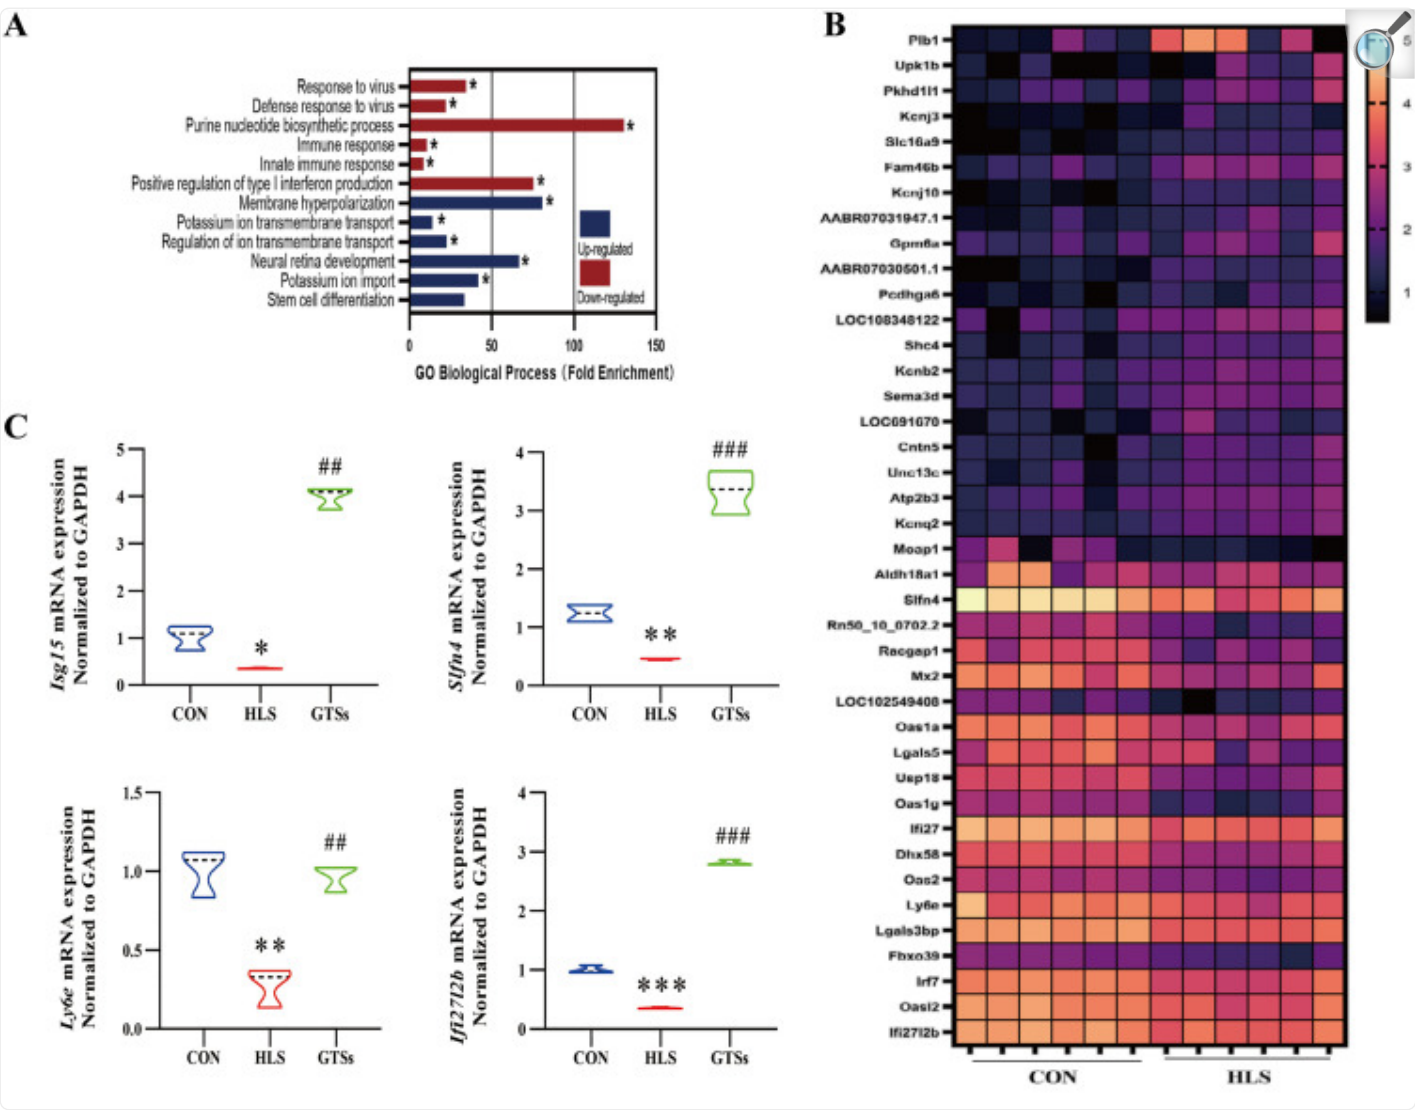 A
Response to virus *
Defense response to virus *
Purine nucleotide biosynthetic process *
Immune response *
Innate immune response *
Positive regulation of type I interferon production *
Membrane hyperpolarization *
Potassium ion transmembrane transport *
Regulation of ion transmembrane transport *
Neural retina development *
Potassium ion import *
Stem cell differentiation
Up-regulated
Down-regulated
0 50 100 150
GO Biological Process (Fold Enrichment)
B
Plb1
Upk1b
Pkhd1l1
Kcnj3
Slc16a9
Fam46b
Kcnj10
AABR07031947.1
Gpm6a
AABR07030501.1
Pcdhga6
LOC108348122
Shc4
Kcnb2
Sema3d
LOC691670
Cntn5
Unc13c
Atp2b3
Kcnq2
Moap1
Aldh18a1
Slfn4
Rn50_10_0702.2
Racgap1
Mx2
LOC102549408
Oas1a
Lgals5
Usp18
Oas1g
Ifi27
Dhx58
Oas2
Ly6e
Lgals3bp
Fbxo39
Irf7
Oasl2
Ifi27l2b
CON HLS
5
4
3
2
1
C
Isg15 mRNA expression
Normalized to GAPDH
5
4
3
2
1
0
*
##
CON HLS GTSs
Slfn4 mRNA expression
Normalized to GAPDH
4
3
2
1
0
**
###
CON HLS GTSs
Ly6e mRNA expression
Normalized to GAPDH
1.5
1.0
0.5
0.0
**
##
CON HLS GTSs
Ifi27l2b mRNA expression
Normalized to GAPDH
4
3
2
1
0
***
###
CON HLS GTSs